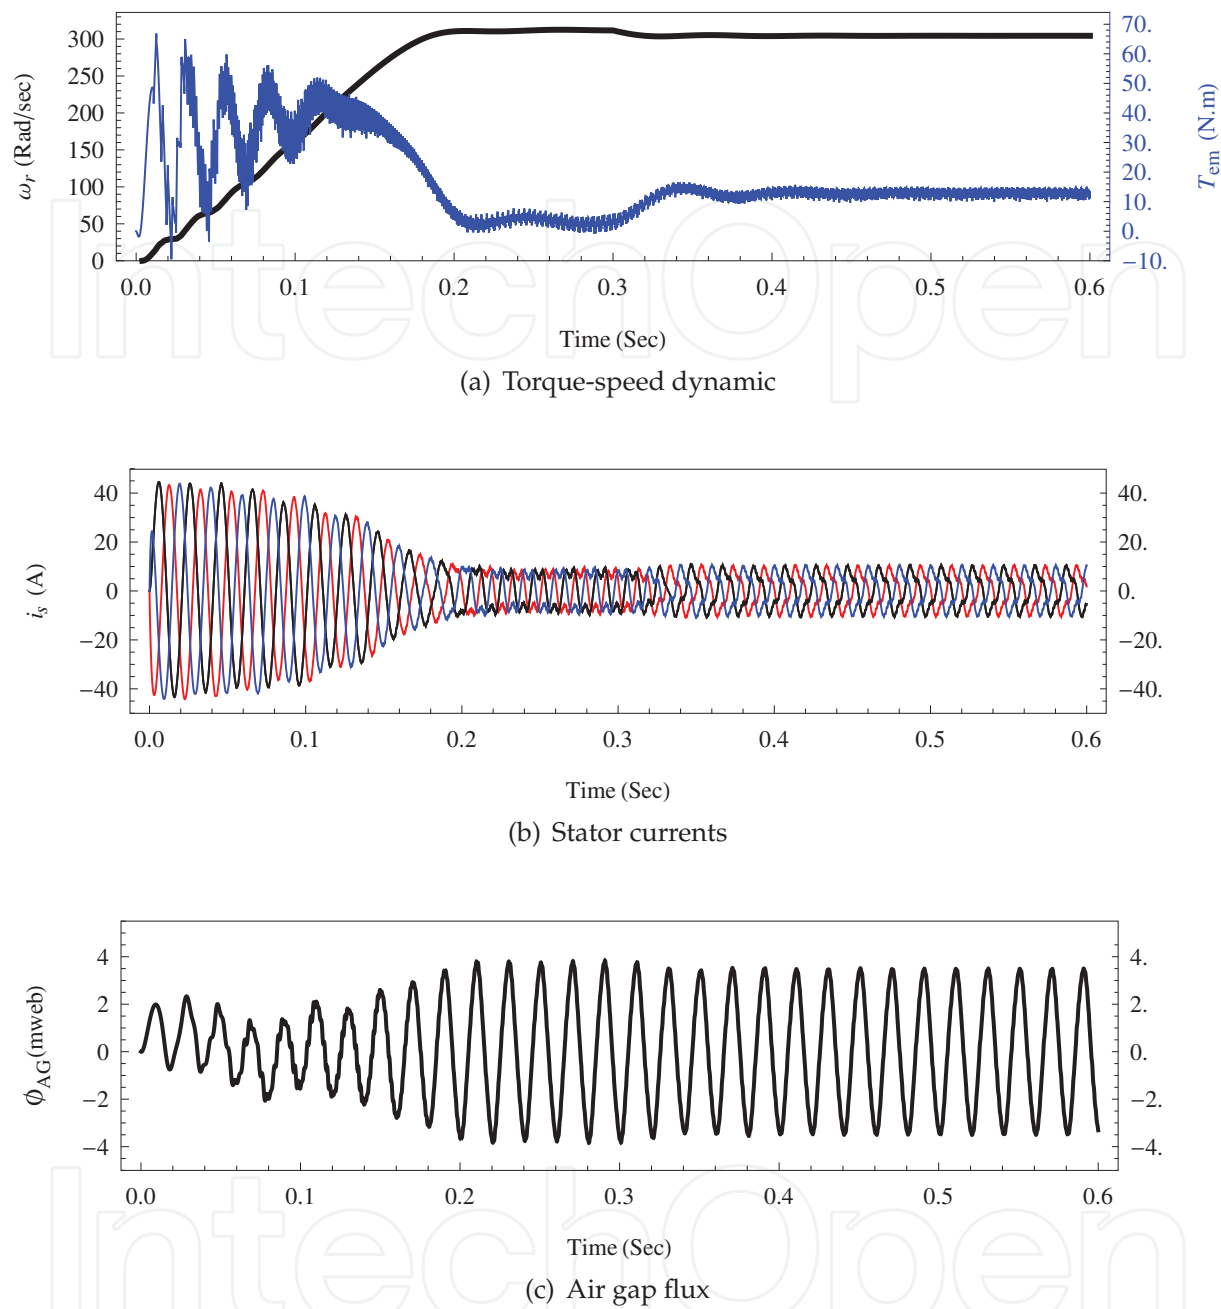 300
250
200
150
100
50
0
ω_r (Rad/sec)
70.
60.
50.
40.
30.
20.
10.
0.
−10.
T_em (N.m)
0.0 0.1 0.2 0.3 0.4 0.5 0.6
Time (Sec)
(a) Torque-speed dynamic
40
20
0
−20
−40
i_s (A)
40.
20.
0.
−20.
−40.
0.0 0.1 0.2 0.3 0.4 0.5 0.6
Time (Sec)
(b) Stator currents
4
2
0
−2
−4
ϕ_AG(mweb)
4.
2.
0.
−2.
−4.
0.0 0.1 0.2 0.3 0.4 0.5 0.6
Time (Sec)
(c) Air gap flux
IntechOpen
IntechOpen